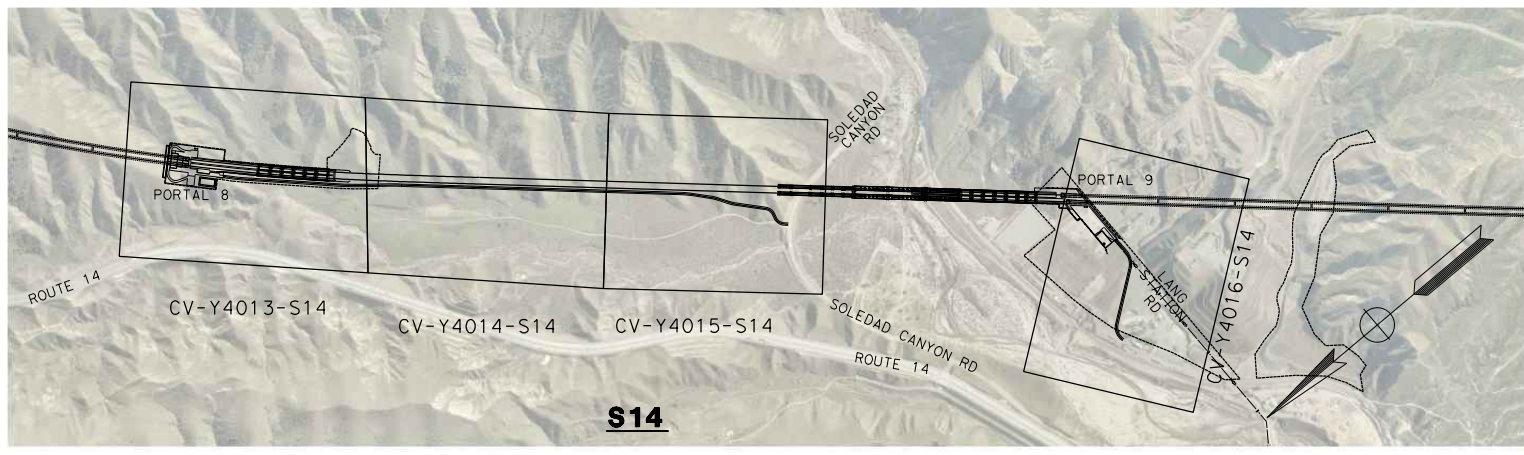 SOLEDAD
CANYON
RD
PORTAL 8
PORTAL 9
ROUTE 14
CV-Y4013-S14
CV-Y4014-S14
CV-Y4015-S14
SOLEDAD CANYON RD
ROUTE 14
LANG
STATION
RD
CV-Y4016-S14
S14